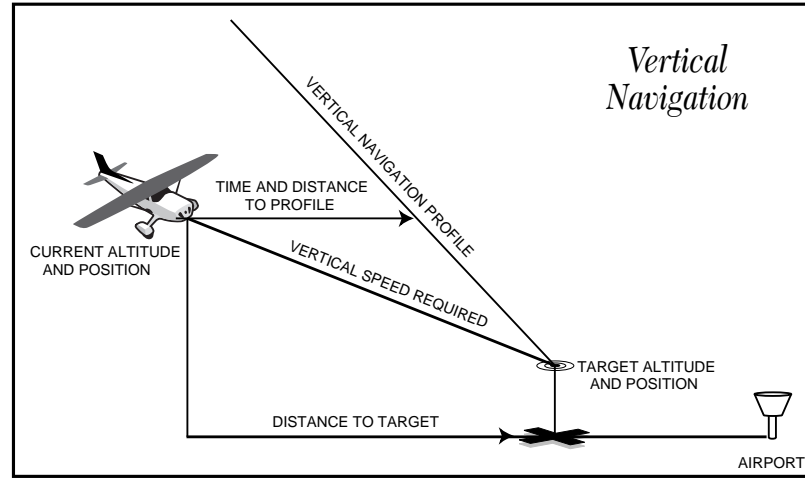 Vertical
Navigation
VERTICAL NAVIGATION PROFILE
TIME AND DISTANCE
TO PROFILE
CURRENT ALTITUDE
AND POSITION
VERTICAL SPEED REQUIRED
TARGET ALTITUDE
AND POSITION
DISTANCE TO TARGET
AIRPORT